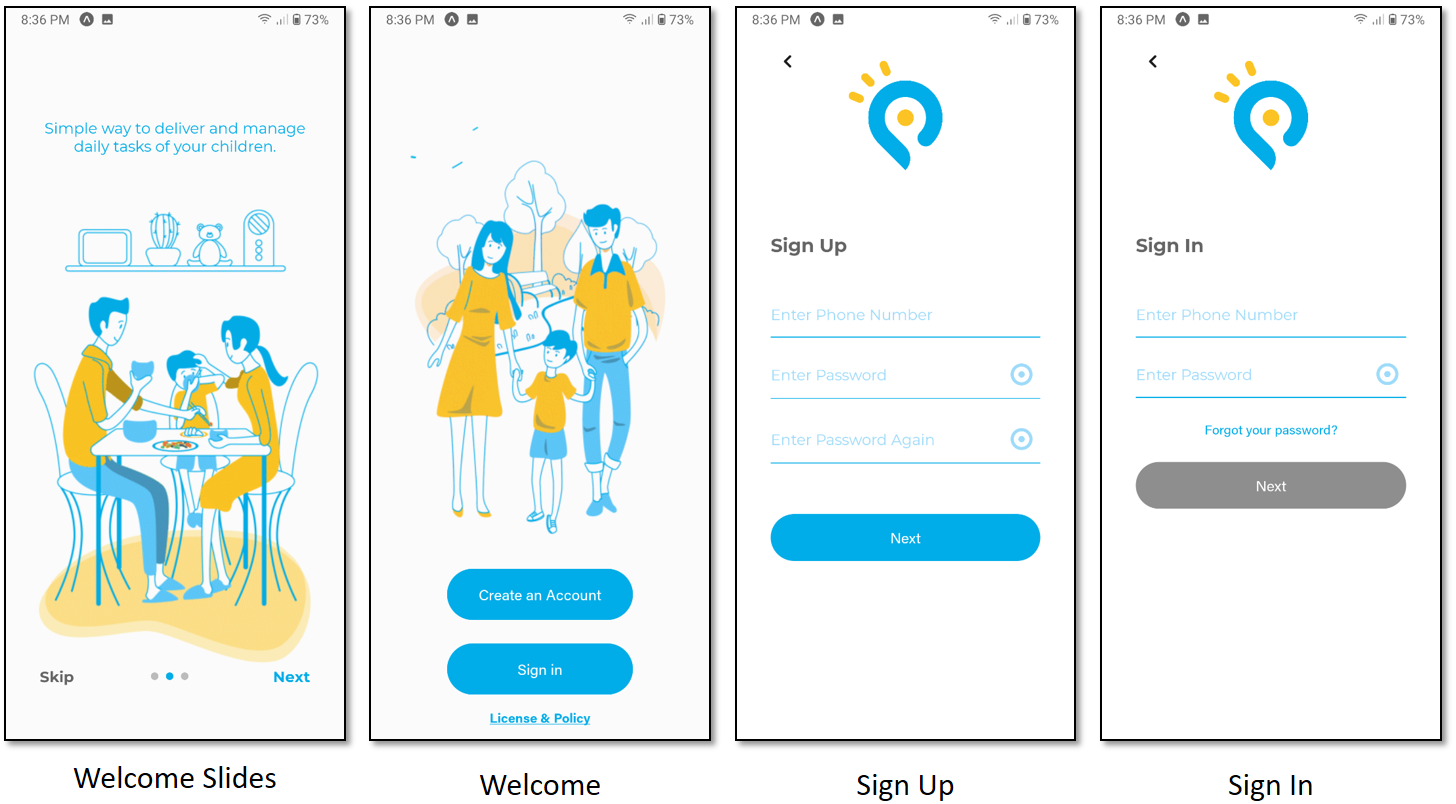 8:36 PM 73%
Simple way to deliver and manage
daily tasks of your children.
Skip Next
Welcome Slides
8:36 PM 73%
Create an Account
Sign in
License & Policy
Welcome
8:36 PM 73%
Sign Up
Enter Phone Number
Enter Password
Enter Password Again
Next
Sign Up
8:36 PM 73%
Sign In
Enter Phone Number
Enter Password
Forgot your password?
Next
Sign In